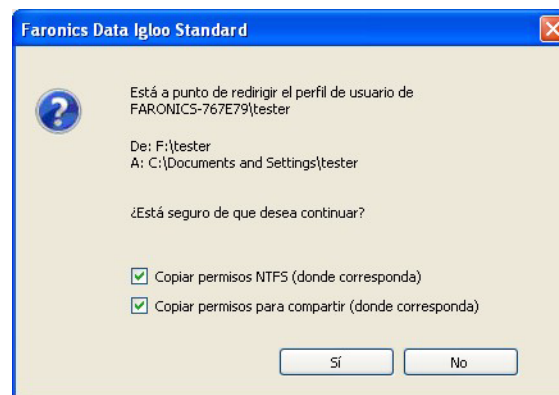 Faronics Data Igloo Standard
Está a punto de redirigir el perfil de usuario de
FARONICS-767E79\tester
De: F:\tester
A: C:\Documents and Settings\tester
¿Está seguro de que desea continuar?
Copiar permisos NTFS (donde corresponda)
Copiar permisos para compartir (donde corresponda)
Sí No